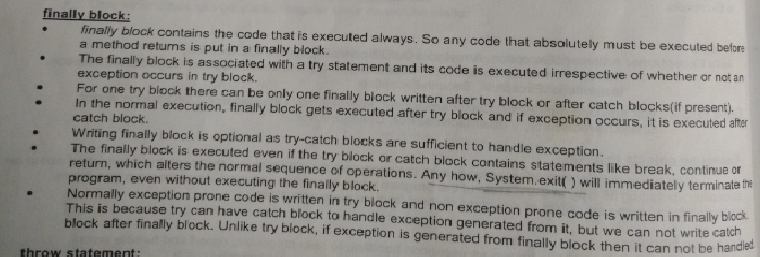 finally block:
• finally block contains the code that is executed always. So any code that absolutely must be executed before
a method returns is put in a finally block.
• The finally block is associated with a try statement and its code is executed irrespective of whether or not an
exception occurs in try block.
• For one try block there can be only one finally block written after try block or after catch blocks(if present).
• In the normal execution, finally block gets executed after try block and if exception occurs, it is executed after
catch block.
• Writing finally block is optional as try-catch blocks are sufficient to handle exception.
• The finally block is executed even if the try block or catch block contains statements like break, continue or
return, which alters the normal sequence of operations. Any how, System.exit( ) will immediately terminate the
program, even without executing the finally block.
• Normally exception prone code is written in try block and non exception prone code is written in finally block.
This is because try can have catch block to handle exception generated from it, but we can not write catch
block after finally block. Unlike try block, if exception is generated from finally block then it can not be handled
throw statement: